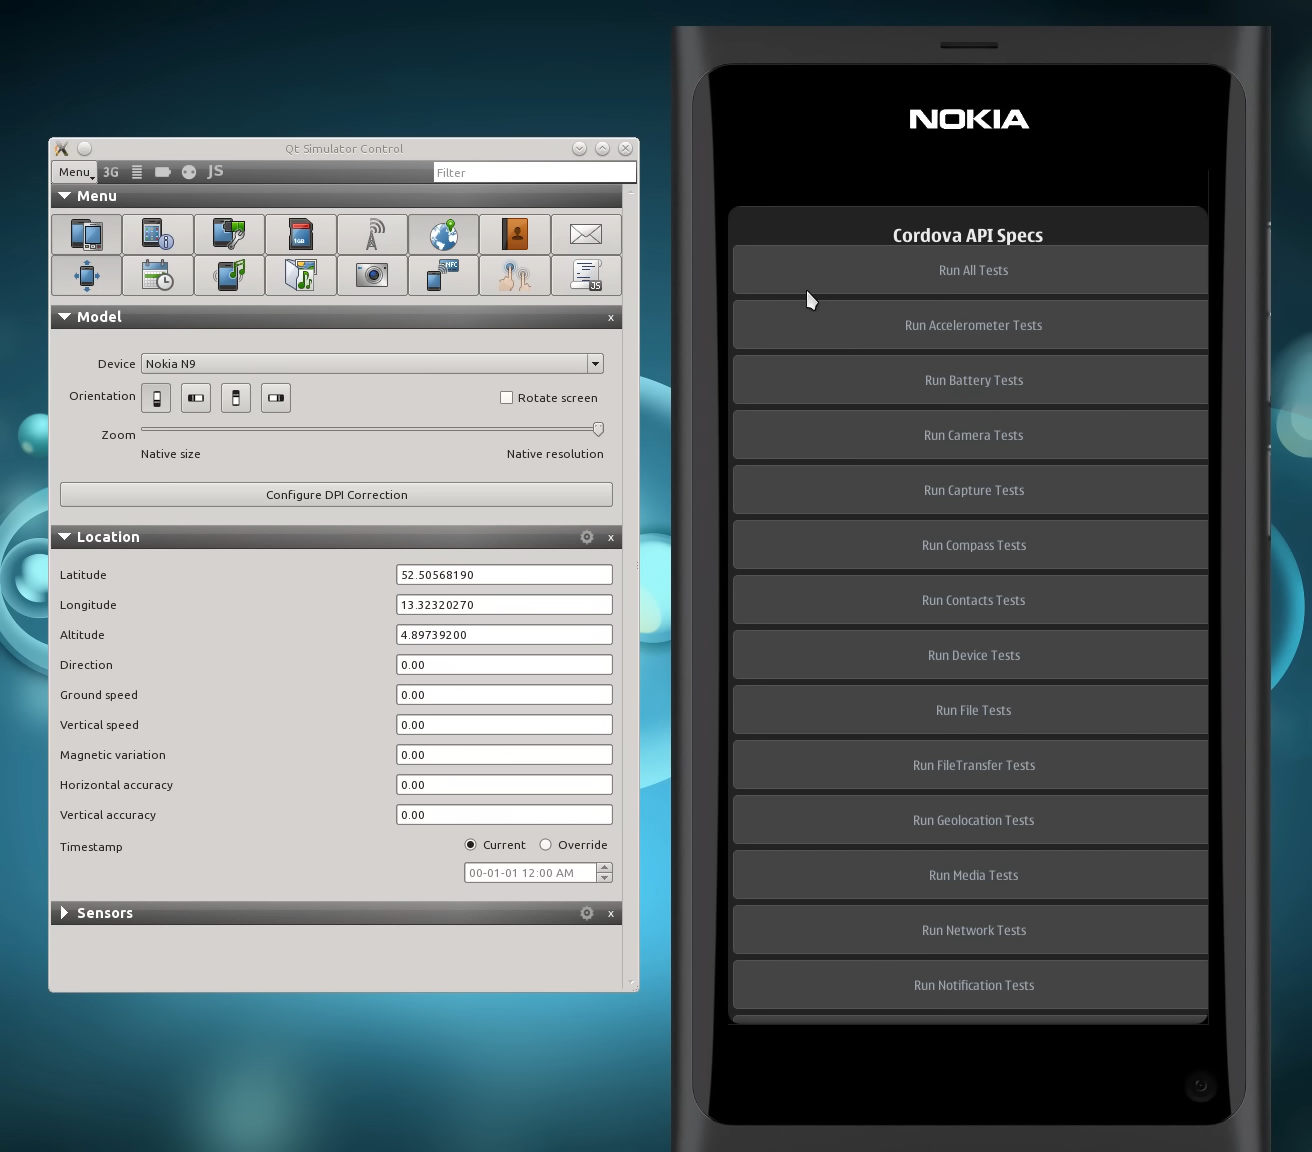 Qt Simulator Control
Menu 3G JS Filter
Menu
1GB
NFC
JS
Model x
Device Nokia N9
Orientation Rotate screen
Zoom
Native size Native resolution
Configure DPI Correction
Location x
Latitude 52.50568190
Longitude 13.32320270
Altitude 4.89739200
Direction 0.00
Ground speed 0.00
Vertical speed 0.00
Magnetic variation 0.00
Horizontal accuracy 0.00
Vertical accuracy 0.00
Timestamp Current Override
00-01-01 12:00 AM
Sensors x
NOKIA
Cordova API Specs
Run All Tests
Run Accelerometer Tests
Run Battery Tests
Run Camera Tests
Run Capture Tests
Run Compass Tests
Run Contacts Tests
Run Device Tests
Run File Tests
Run FileTransfer Tests
Run Geolocation Tests
Run Media Tests
Run Network Tests
Run Notification Tests